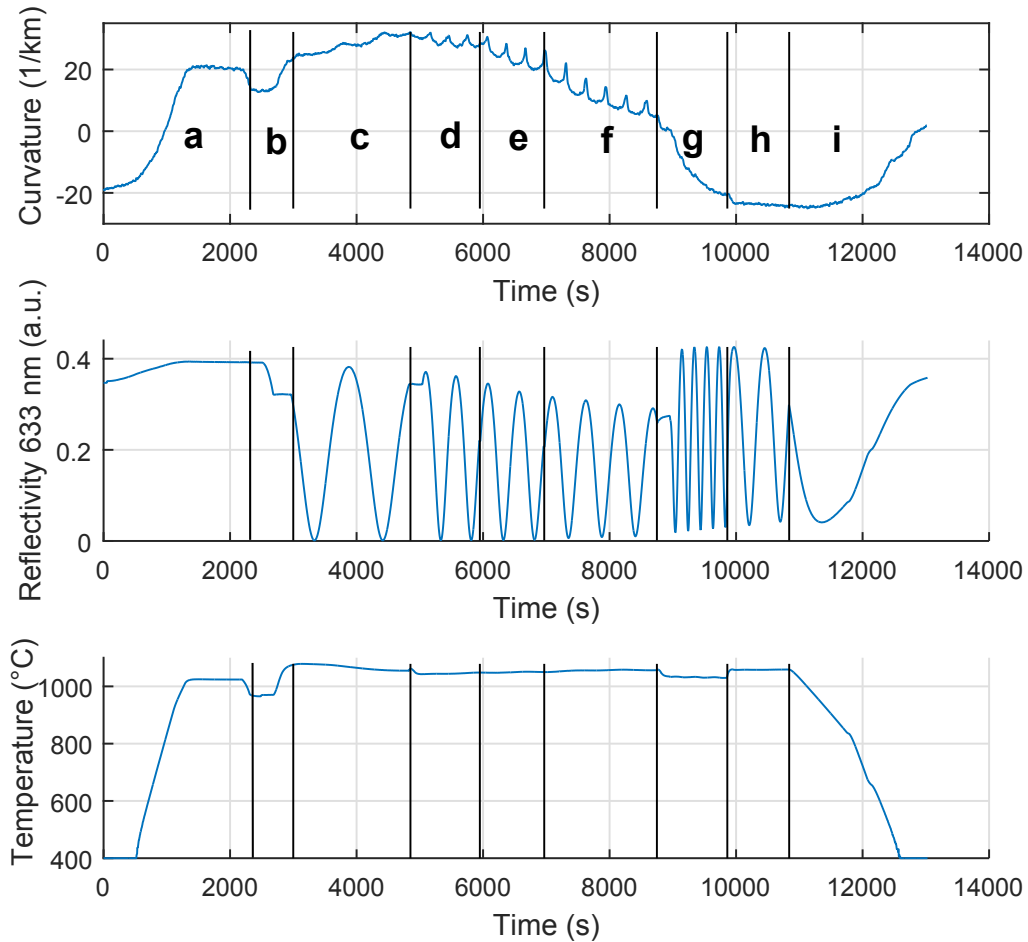 Curvature (1/km)
20
0
-20
a b c d e f g h i
0 2000 4000 6000 8000 10000 12000 14000
Time (s)
Reflectivity 633 nm (a.u.)
0.4
0.2
0
0 2000 4000 6000 8000 10000 12000 14000
Time (s)
Temperature (°C)
1000
800
600
400
0 2000 4000 6000 8000 10000 12000 14000
Time (s)